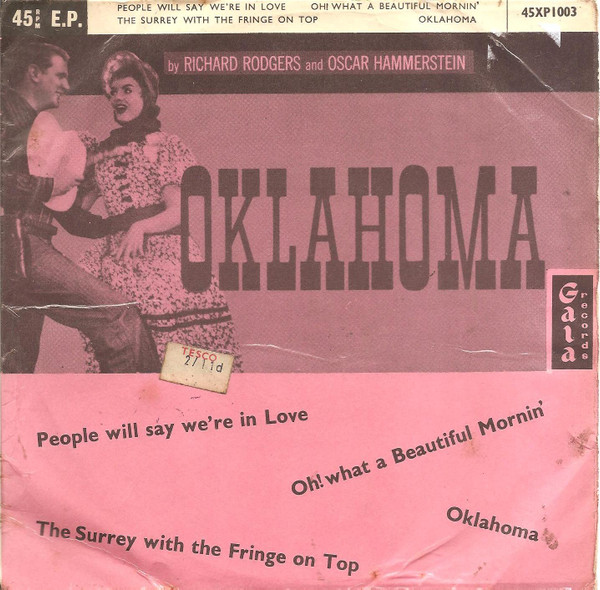 45 RPM E.P.
PEOPLE WILL SAY WE'RE IN LOVE OH! WHAT A BEAUTIFUL MORNIN'
THE SURREY WITH THE FRINGE ON TOP OKLAHOMA
45XP1003
by RICHARD RODGERS and OSCAR HAMMERSTEIN
OKLAHOMA
Gala
records
TESCO
2/11d
People will say we're in Love
Oh! what a Beautiful Mornin'
Oklahoma
The Surrey with the Fringe on Top